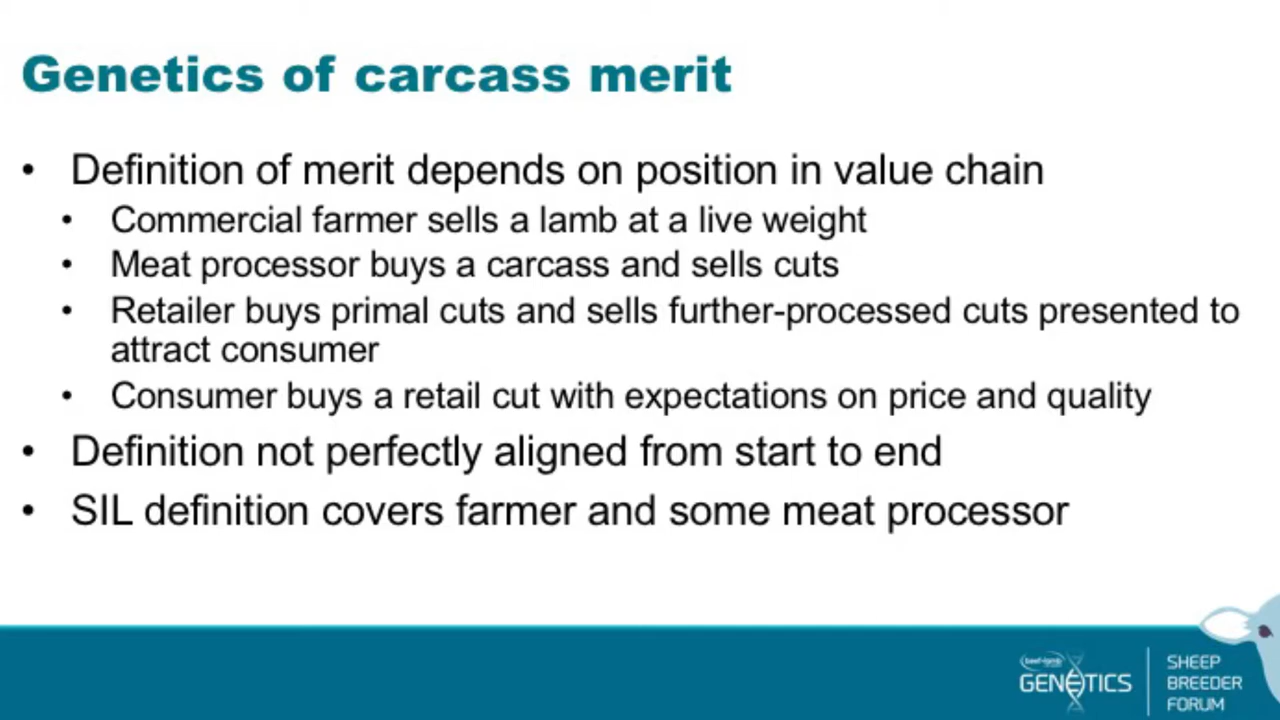 Genetics of carcass merit
• Definition of merit depends on position in value chain
• Commercial farmer sells a lamb at a live weight
• Meat processor buys a carcass and sells cuts
• Retailer buys primal cuts and sells further-processed cuts presented to
attract consumer
• Consumer buys a retail cut with expectations on price and quality
• Definition not perfectly aligned from start to end
• SIL definition covers farmer and some meat processor
beef+lamb
GENETICS
SHEEP
BREEDER
FORUM